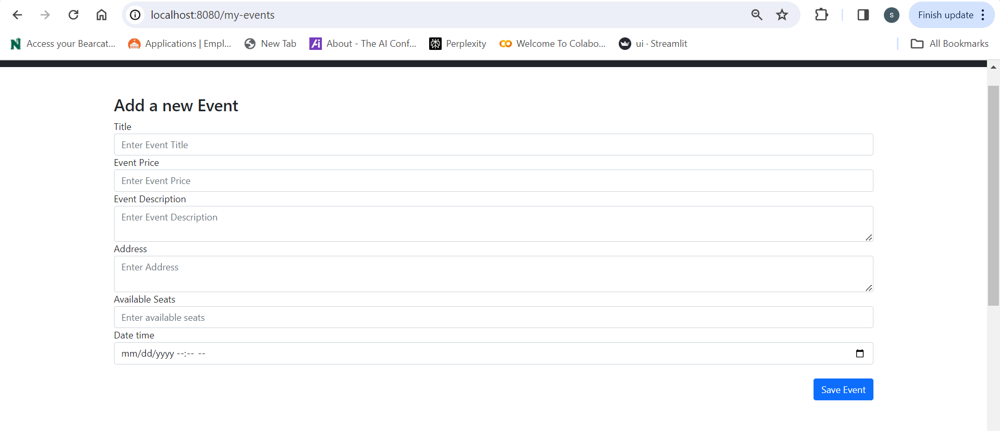 localhost:8080/my-events
s
Finish update
Access your Bearcat...
Applications | Empl...
New Tab
Ai About - The AI Conf...
Perplexity
Welcome To Colabo...
ui · Streamlit
All Bookmarks
Add a new Event
Title
Enter Event Title
Event Price
Enter Event Price
Event Description
Enter Event Description
Address
Enter Address
Available Seats
Enter available seats
Date time
mm/dd/yyyy --:-- --
Save Event